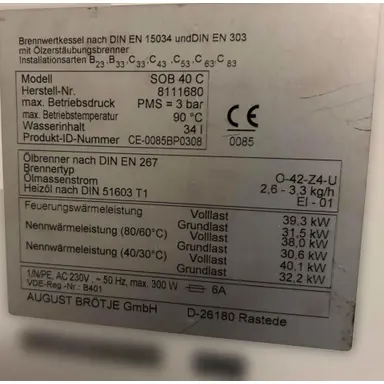 Brennwertkessel nach DIN EN 15034 undDIN EN 303
mit Ölzerstäubungsbrenner
Installationsarten B23,B33,C33,C43,C53,C63,C83
Modell SOB 40 C
Herstell-Nr. 8111680
max. Betriebsdruck PMS = 3 bar
max. Betriebstemperatur 90 °C
Wasserinhalt 34 l
Produkt-ID-Nummer CE-0085BP0308
CE
0085
Ölbrenner nach DIN EN 267
Brennertyp O-42-Z4-U
Ölmassenstrom 2,6 - 3,3 kg/h
Heizöl nach DIN 51603 T1 El - 01
Feuerungswärmeleistung Volllast 39,3 kW
Grundlast 31,5 kW
Nennwärmeleistung (80/60°C) Volllast 38,0 kW
Grundlast 30,6 kW
Nennwärmeleistung (40/30°C) Volllast 40,1 kW
Grundlast 32,2 kW
1/N/PE, AC 230V, ~ 50 Hz, max. 300 W 6A
VDE-Reg.-Nr.: B401
AUGUST BRÖTJE GmbH D-26180 Rastede